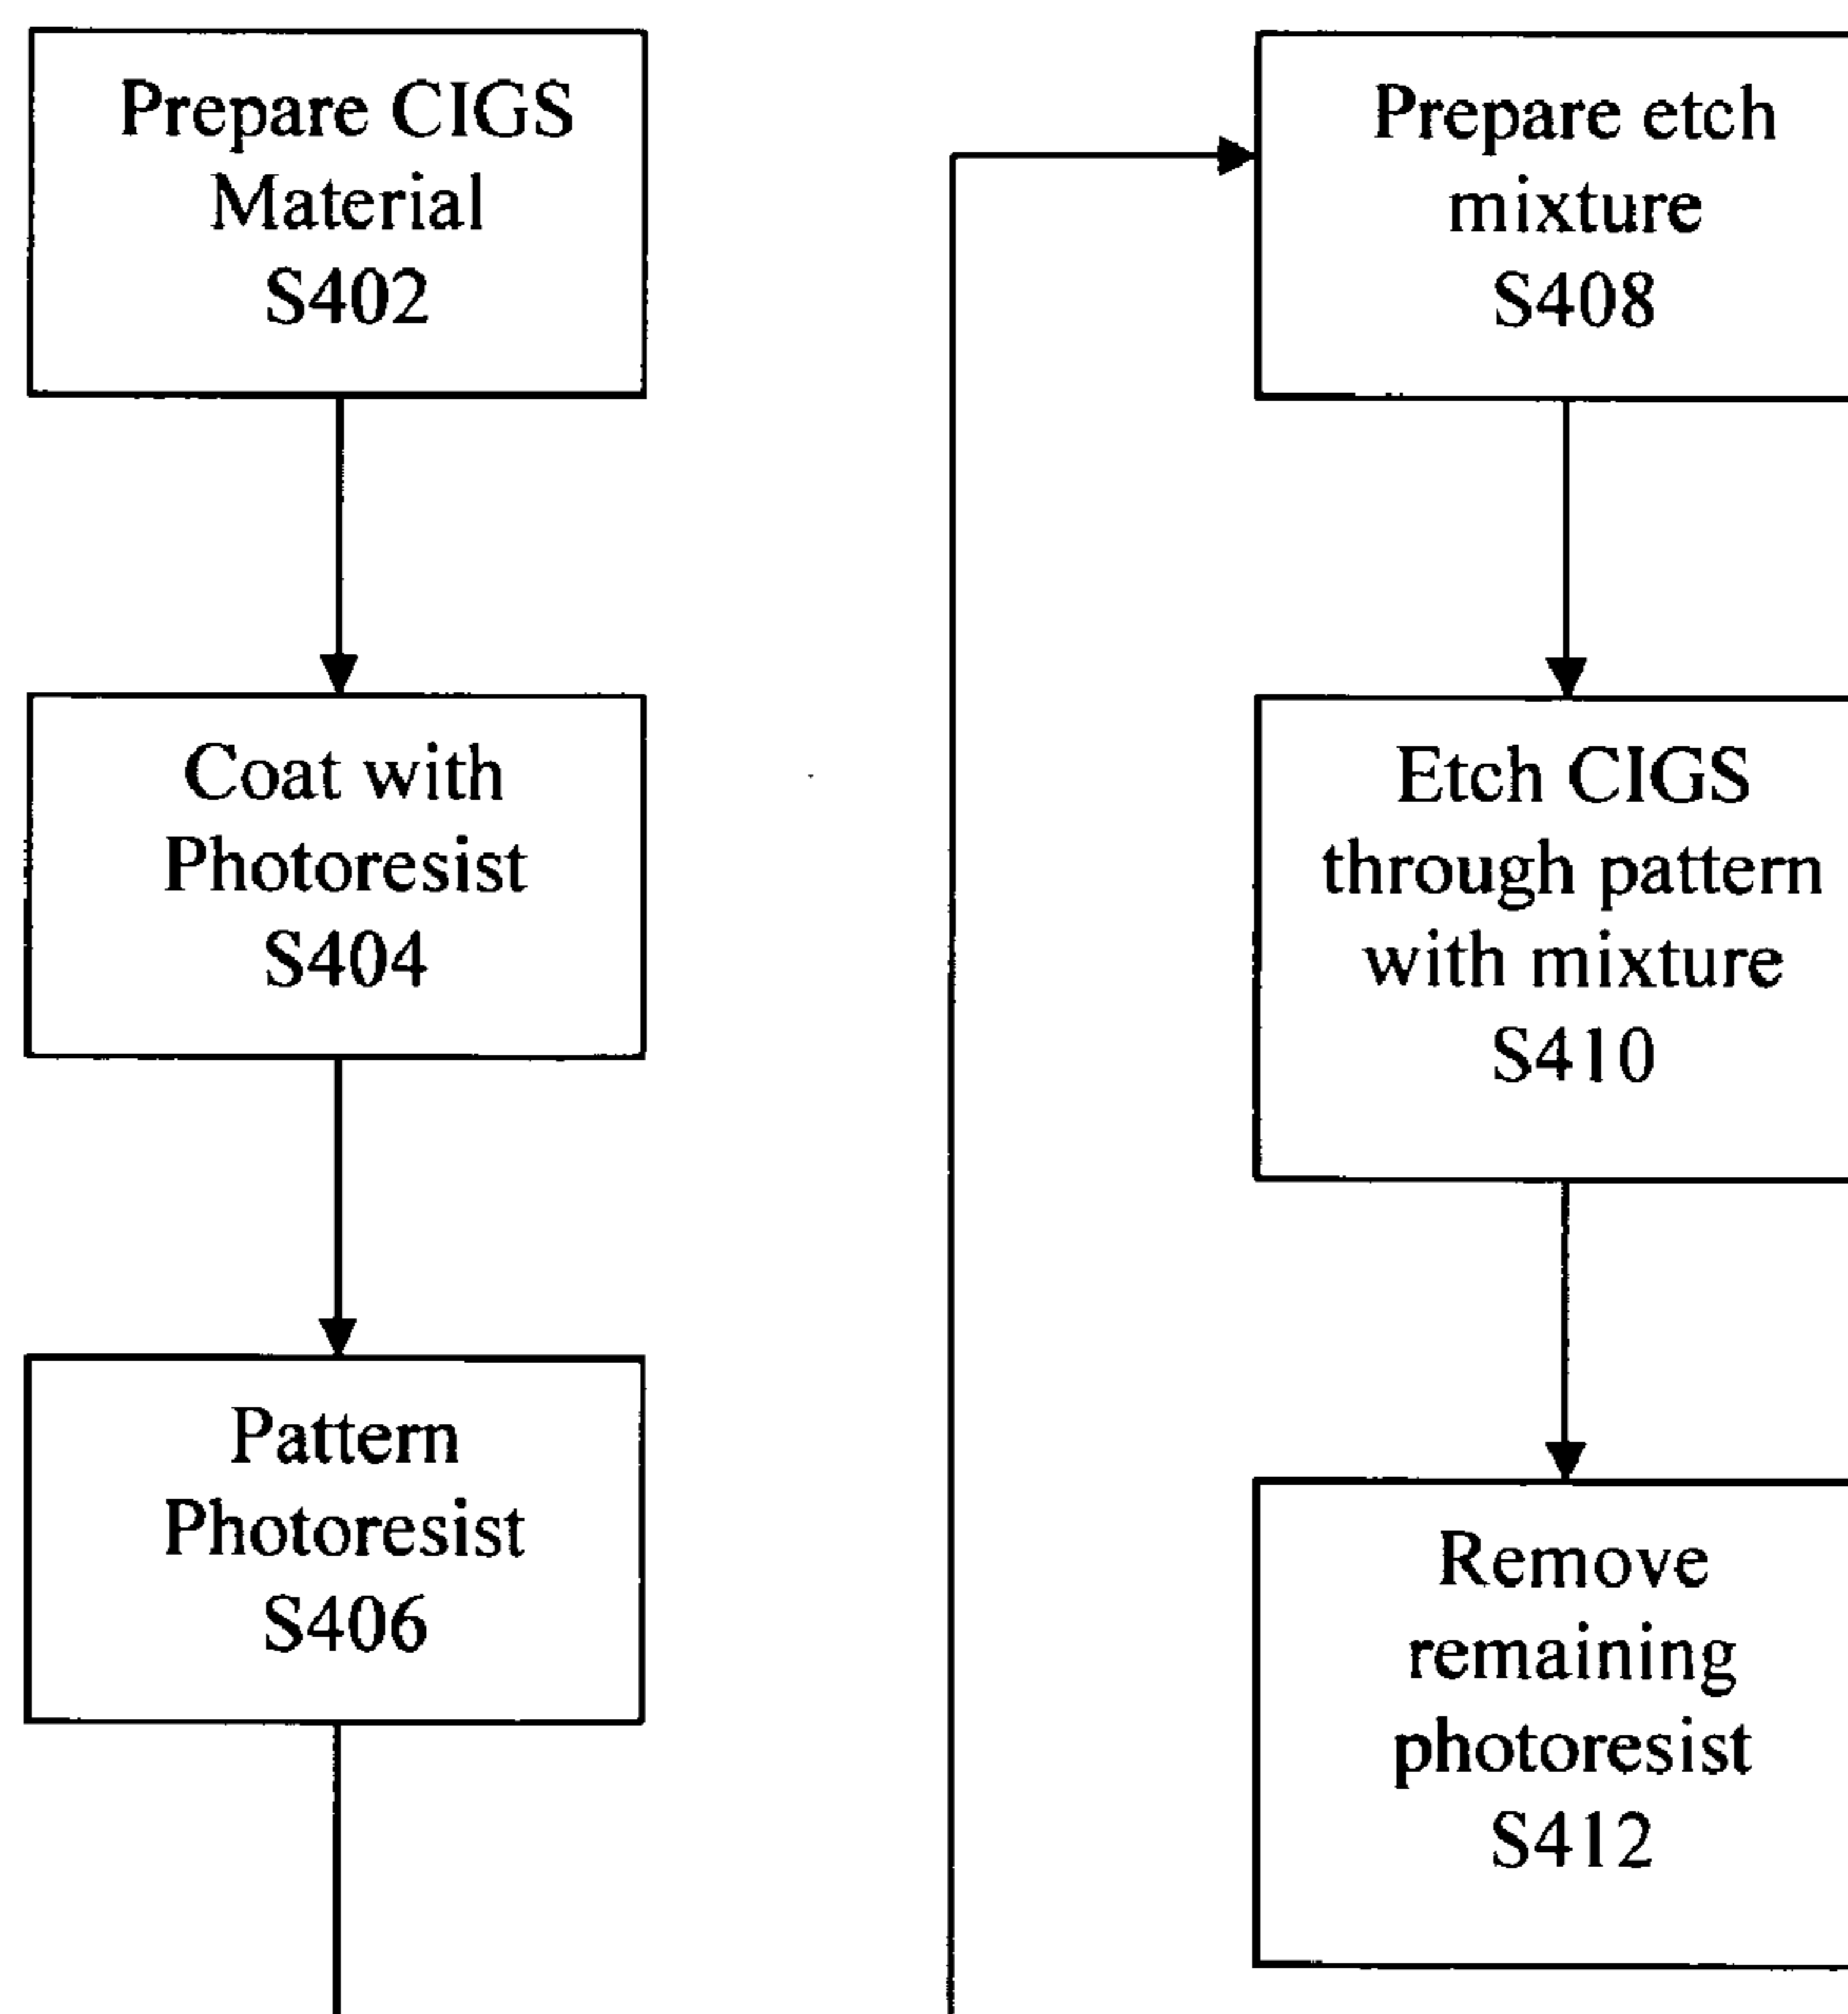 Prepare CIGS
Material
S402
Coat with
Photoresist
S404
Pattern
Photoresist
S406
Prepare etch
mixture
S408
Etch CIGS
through pattern
with mixture
S410
Remove
remaining
photoresist
S412